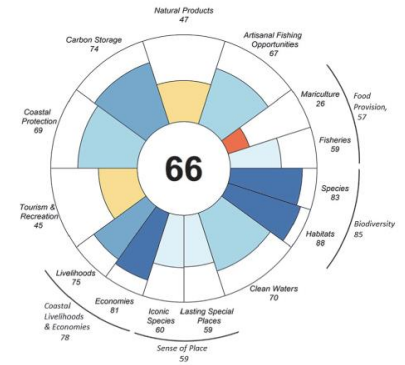 Natural Products
47
Artisanal Fishing
Opportunities
67
Mariculture
26
Food
Provision,
57
Fisheries
59
Species
83
Biodiversity
85
Habitats
88
Clean Waters
70
Lasting Special
Places
59
Iconic
Species
60
Sense of Place
59
Economies
81
Livelihoods
75
Coastal
Livelihoods
& Economies
78
Tourism &
Recreation
45
Coastal
Protection
69
Carbon Storage
74
66